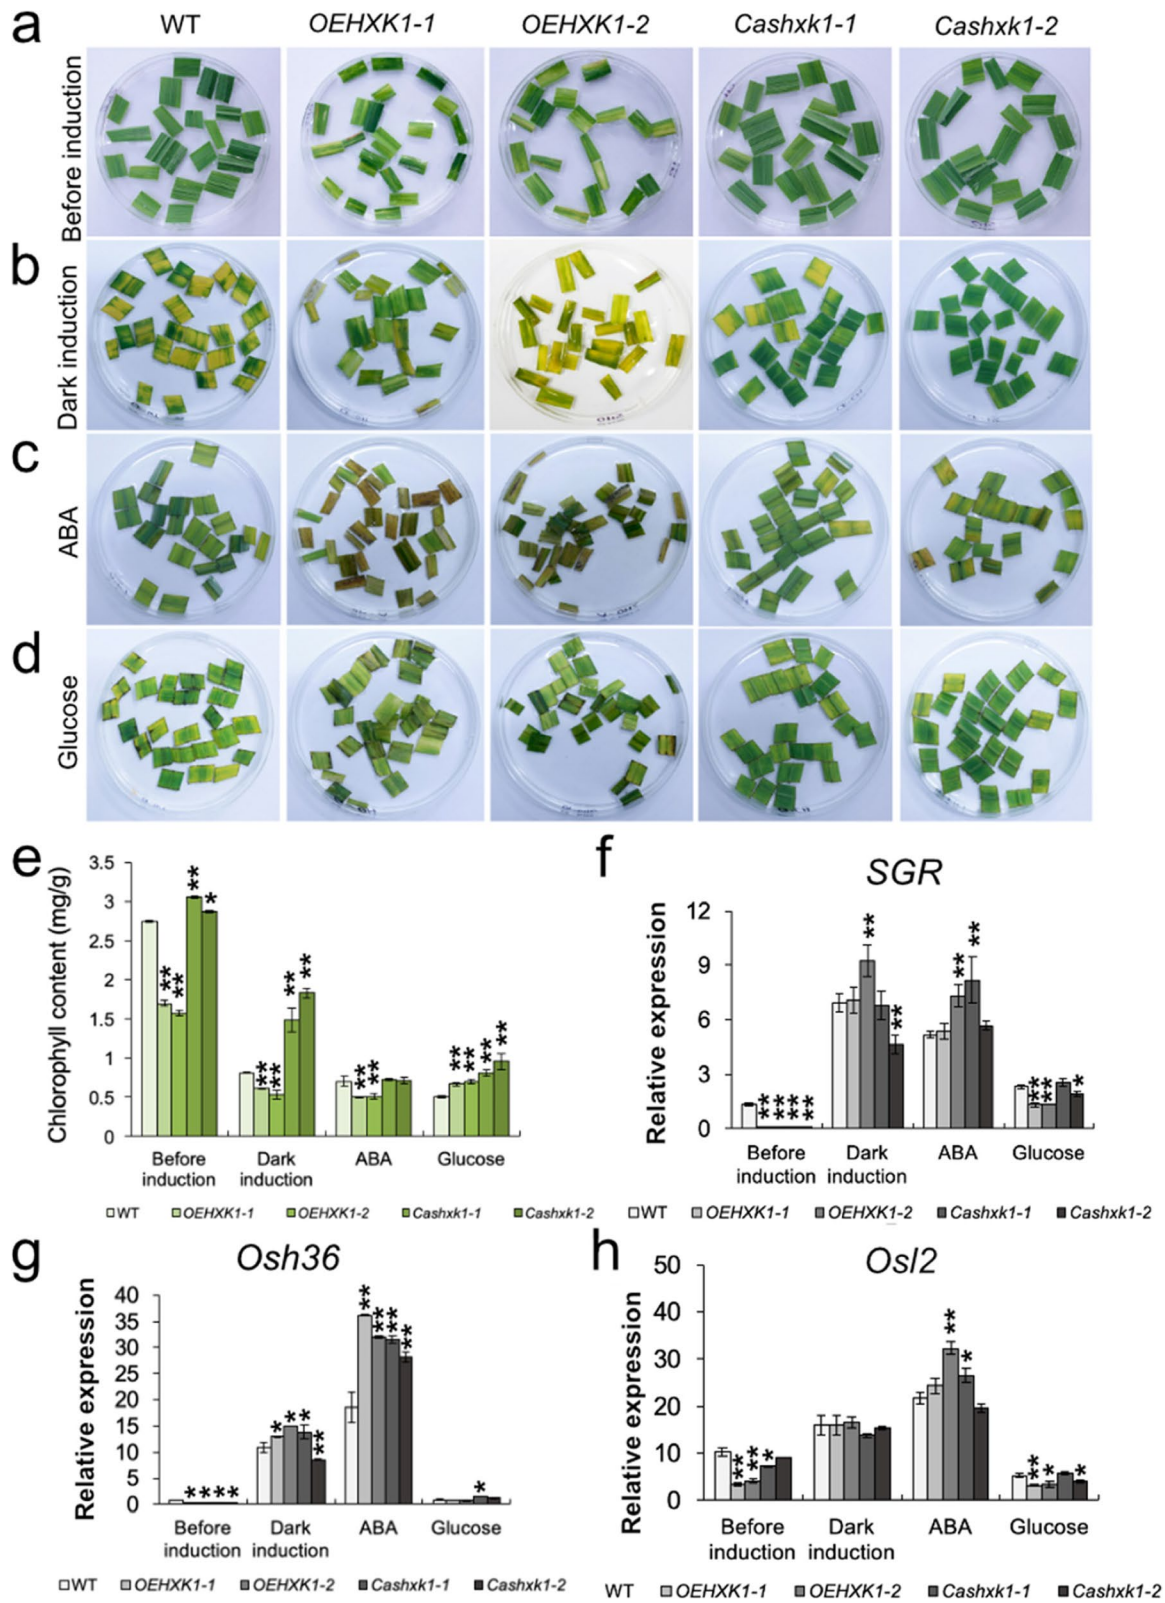 a
WT
OEHXK1-1
OEHXK1-2
Cashxk1-1
Cashxk1-2
Before induction
b
Dark induction
c
ABA
d
Glucose
e
Chlorophyll content (mg/g)
3.5
3
2.5
2
1.5
1
0.5
0
**
**
**
*
**
**
**
**
**
***
**
**
**
**
Before induction
Dark induction
ABA
Glucose
WT
OEHXK1-1
OEHXK1-2
Cashxk1-1
Cashxk1-2
f
SGR
Relative expression
12
9
6
3
0
**
**
**
**
**
**
**
**
**
**
*
Before induction
Dark induction
ABA
Glucose
WT
OEHXK1-1
OEHXK1-2
Cashxk1-1
Cashxk1-2
g
Osh36
Relative expression
40
35
30
25
20
15
10
5
0
*
*
*
*
*
*
*
**
**
**
**
**
*
Before induction
Dark induction
ABA
Glucose
WT
OEHXK1-1
OEHXK1-2
Cashxk1-1
Cashxk1-2
h
Osl2
Relative expression
50
40
30
20
10
0
**
**
*
**
*
**
*
*
Before induction
Dark induction
ABA
Glucose
WT
OEHXK1-1
OEHXK1-2
Cashxk1-1
Cashxk1-2